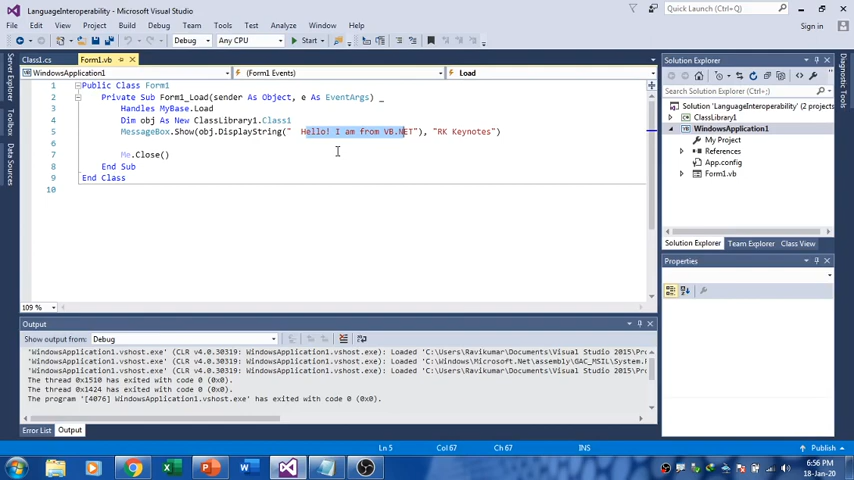 LanguageInteroperability - Microsoft Visual Studio
Quick Launch (Ctrl+Q)
File Edit View Project Build Debug Team Tools Test Analyze Window Help
Sign in
Debug Any CPU Start
Class1.cs Form1.vb
WindowsApplication1 (Form1 Events) Load
1 Public Class Form1
2 Private Sub Form1_Load(sender As Object, e As EventArgs) _
3 Handles MyBase.Load
4 Dim obj As New ClassLibrary1.Class1
5 MessageBox.Show(obj.DisplayString("  Hello! I am from VB.NET"), "RK Keynotes")
6
7 Me.Close()
8 End Sub
9 End Class
10
109 %
Server Explorer
Toolbox
Data Sources
Solution Explorer
Search Solution Explorer (Ctrl+;)
Solution 'LanguageInteroperability' (2
ClassLibrary1
WindowsApplication1
My Project
References
App.config
Form1.vb
Solution Explorer Team Explorer Class View
Properties
Output
Show output from: Debug
'WindowsApplication1.vshost.exe' (CLR v4.0.30319: WindowsApplication1.vshost.exe): Loaded 'C:\Users\Ravikumar\Documents\Visual Studio 2015\Pro
'WindowsApplication1.vshost.exe' (CLR v4.0.30319: WindowsApplication1.vshost.exe): Loaded 'C:\Windows\Microsoft.Net\assembly\GAC_MSIL\System.R
'WindowsApplication1.vshost.exe' (CLR v4.0.30319: WindowsApplication1.vshost.exe): Loaded 'C:\Users\Ravikumar\Documents\Visual Studio 2015\Pro
The thread 0x1510 has exited with code 0 (0x0).
The thread 0x1424 has exited with code 0 (0x0).
The program '[4076] WindowsApplication1.vshost.exe' has exited with code 0 (0x0).
Error List Output
Ln 5 Col 67 Ch 67 INS Publish
6:56 PM
18-Jan-20